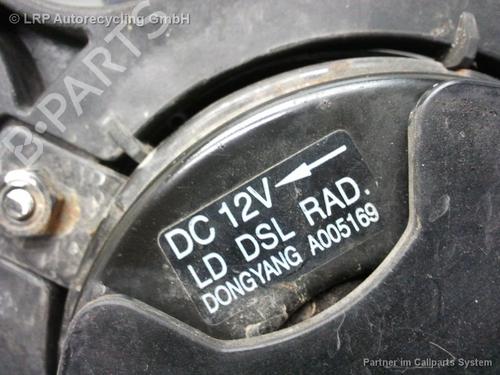 © LRP Autorecycling GmbH
B-PARTS
DC 12V
LD DSL RAD.
DONGYANG A005169
Partner im Callparts System